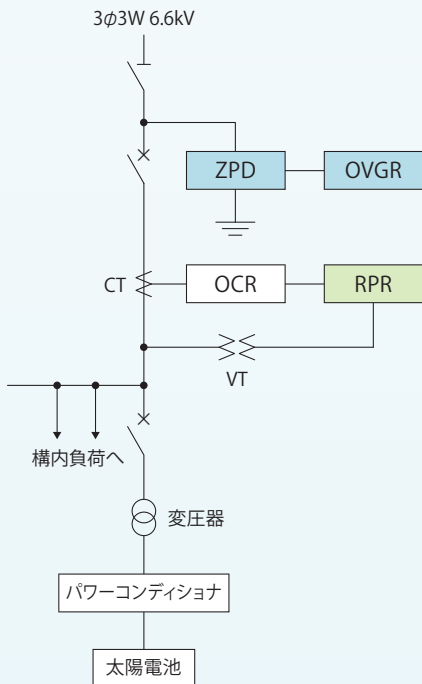 3φ3W 6.6kV
ZPD
OVGR
CT
OCR
RPR
VT
構内負荷へ
変圧器
パワーコンディショナ
太陽電池